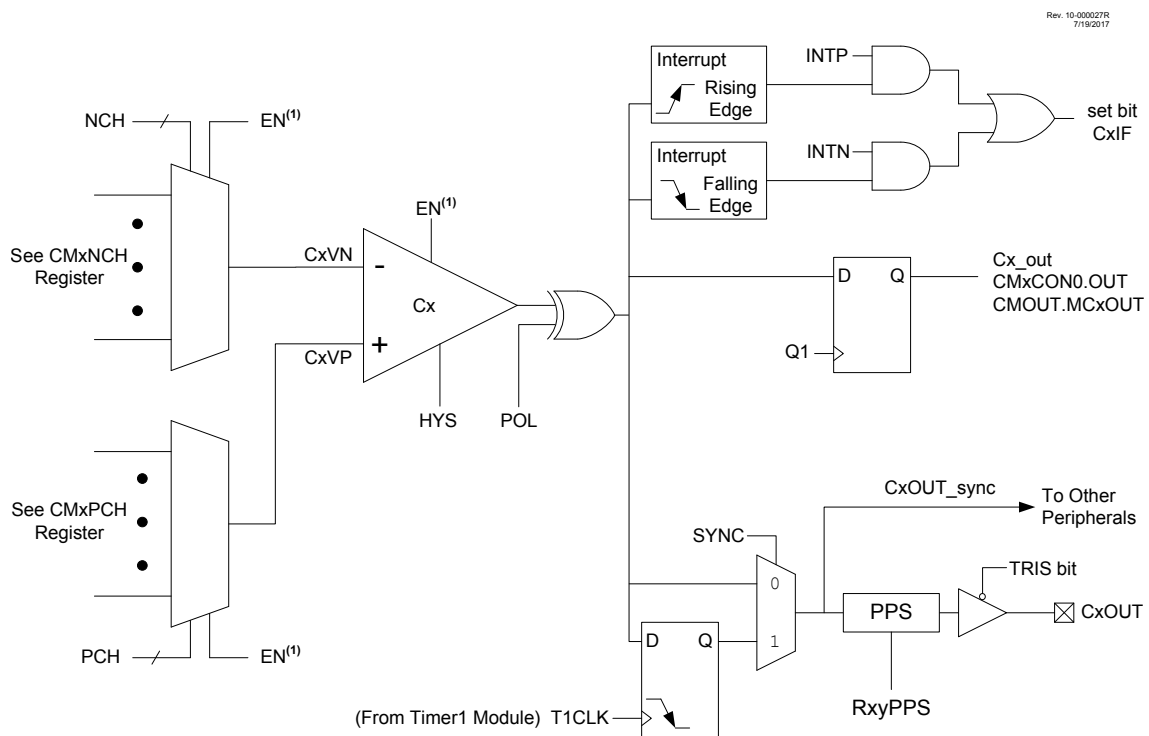 Rev. 10-000027R
7/19/2017
Interrupt
Rising
Edge
INTP
set bit
CxIF
Interrupt
Falling
Edge
INTN
NCH
EN(1)
See CMxNCH
Register
CxVN
EN(1)
-
Cx
+
CxVP
HYS
POL
D
Q
Q1
Cx_out
CMxCON0.OUT
CMOUT.MCxOUT
See CMxPCH
Register
PCH
EN(1)
CxOUT_sync
To Other
Peripherals
SYNC
0
1
TRIS bit
PPS
CxOUT
RxyPPS
D
Q
(From Timer1 Module) T1CLK